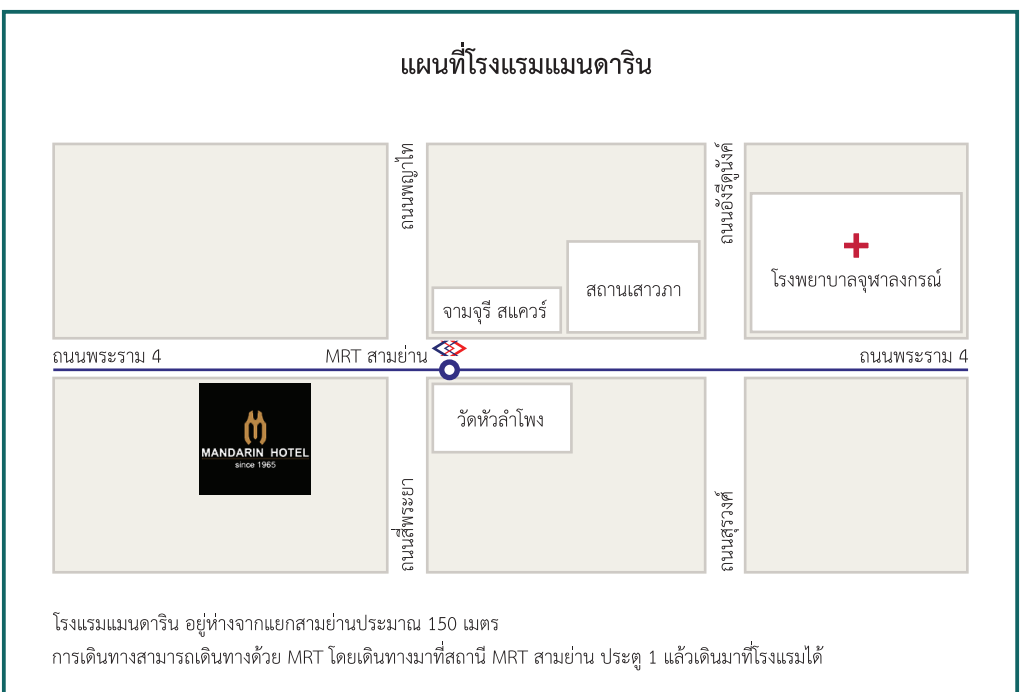 แผนที่โรงแรมแมนดาริน
ถนนพญาไท
ถนนอังรีดูนังต์
โรงพยาบาลจุฬาลงกรณ์
สถานเสาวภา
จามจุรี สแควร์
ถนนพระราม 4
MRT สามย่าน
ถนนพระราม 4
MANDARIN HOTEL
since 1965
วัดหัวลำโพง
ถนนสี่พระยา
ถนนสุรวงศ์
โรงแรมแมนดาริน อยู่ห่างจากแยกสามย่านประมาณ 150 เมตร
การเดินทางสามารถเดินทางด้วย MRT โดยเดินทางมาที่สถานี MRT สามย่าน ประตู 1 แล้วเดินมาที่โรงแรมได้